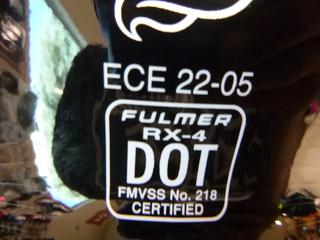 ECE 22-05
FULMER
RX-4
DOT
FMVSS No. 218
CERTIFIED